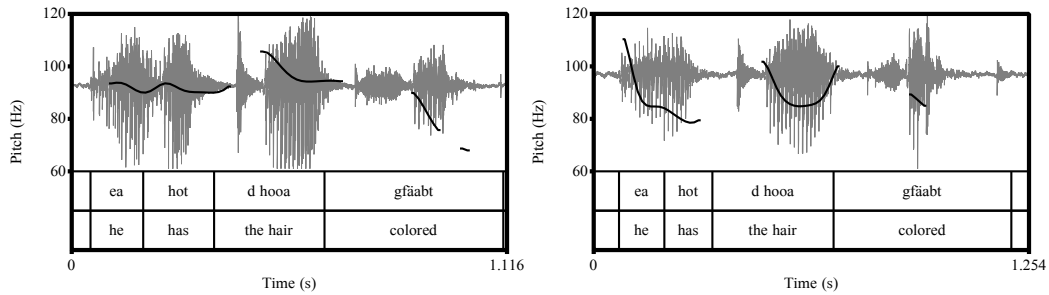 120
100
80
60
Pitch (Hz)
ea hot d hooa gfäabt
he has the hair colored
0 1.116
Time (s)
120
100
80
60
Pitch (Hz)
ea hot d hooa gfäabt
he has the hair colored
0 1.254
Time (s)